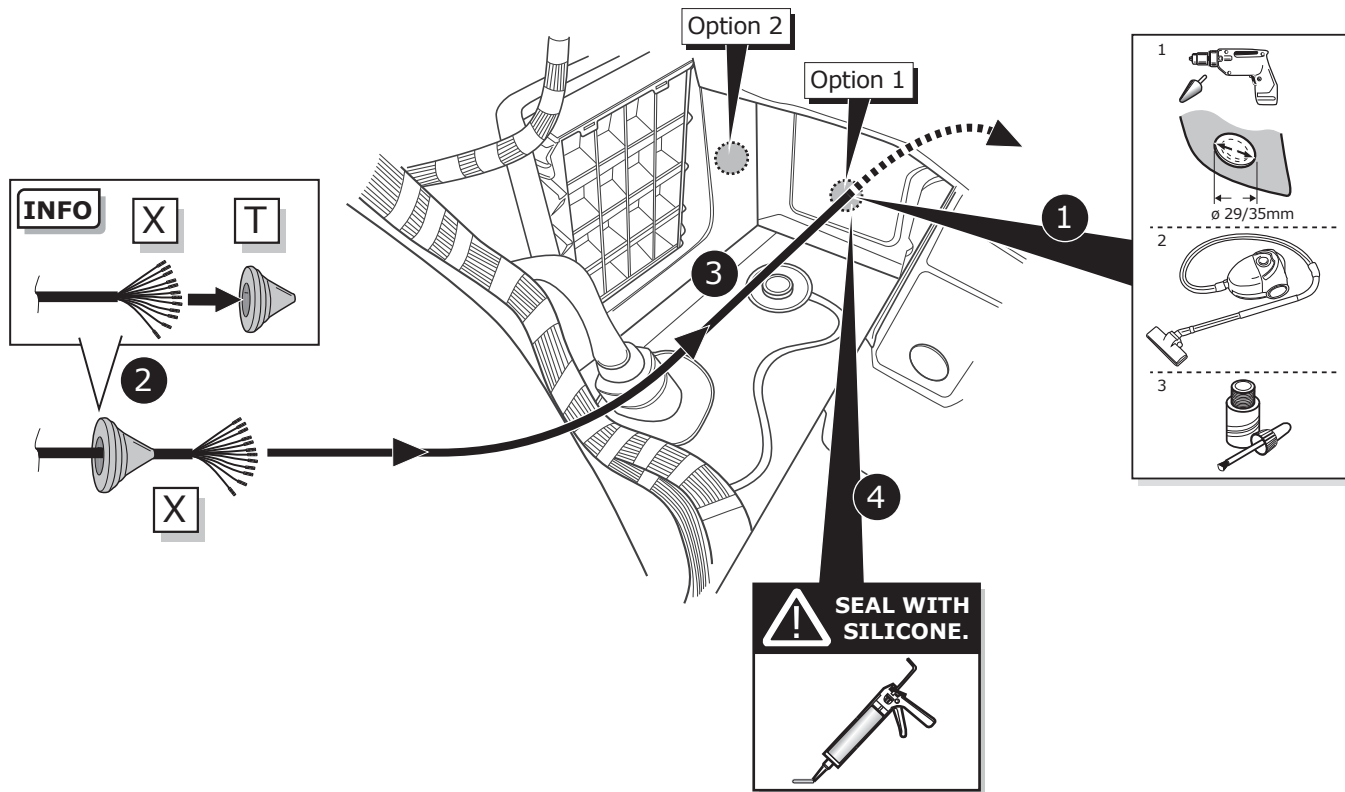 Option 2
Option 1
1
ø 29/35mm
2
3
1
INFO
X
T
3
2
X
4
SEAL WITH
SILICONE.